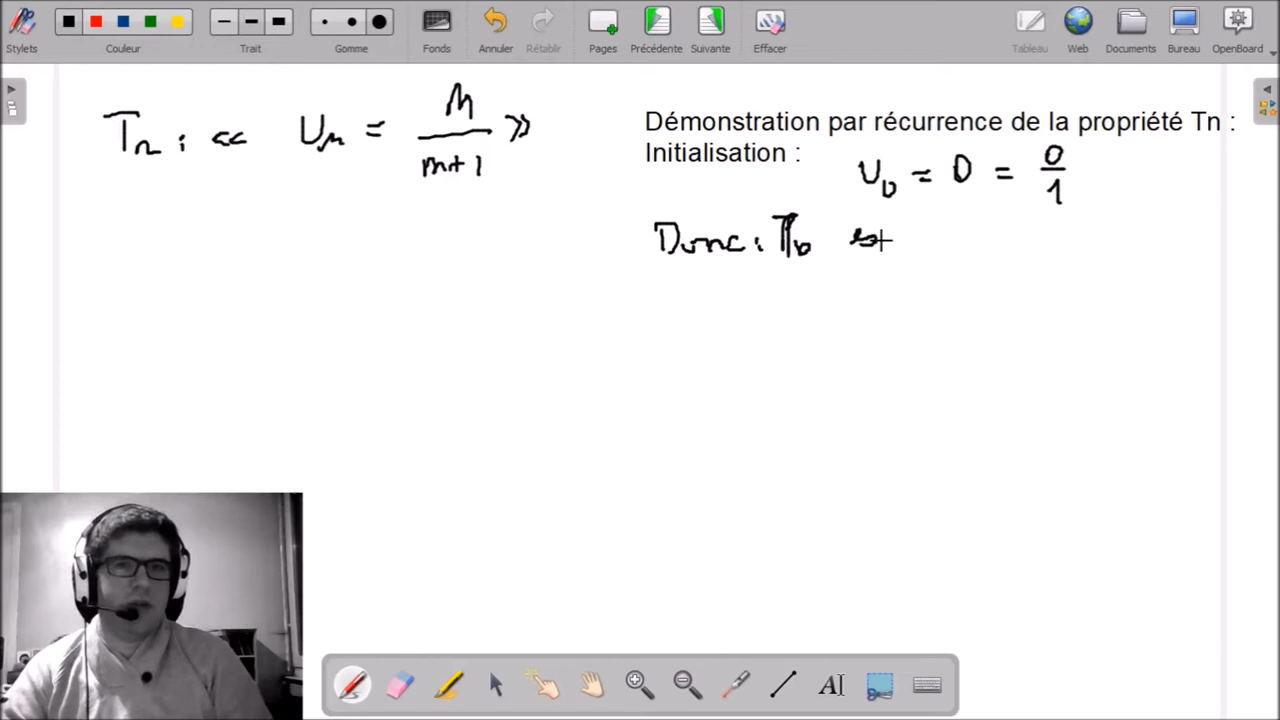 Stylets
Couleur
Trait
Gomme
Fonds
Annuler
Rétablir
Pages
Précédente
Suivante
Effacer
Tableau
Web
Documents
Bureau
OpenBoard
Tn : « Un = n/(n+1) »
Démonstration par récurrence de la propriété Tn :
Initialisation : U0 = 0 = 0/1
Donc : T0 est